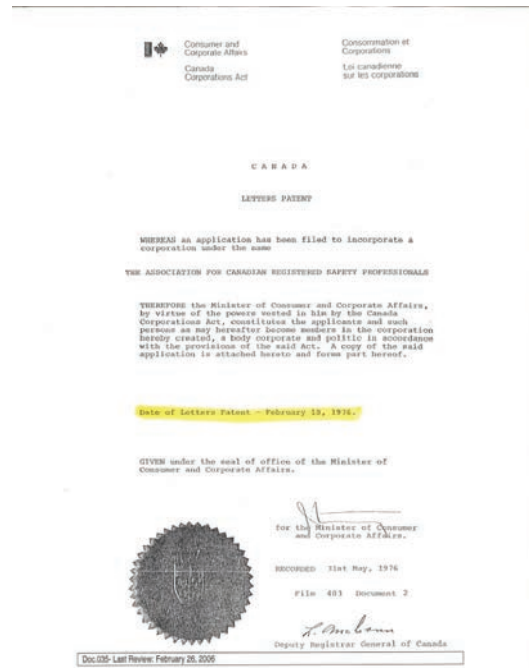 Consumer and
Corporate Affairs
Canada
Corporations Act
Consommation et
Corporations
Loi canadienne
sur les corporations
CANADA
LETTERS PATENT
WHEREAS an application has been filed to incorporate a
corporation under the name
THE ASSOCIATION FOR CANADIAN REGISTERED SAFETY PROFESSIONALS
THEREFORE the Minister of Consumer and Corporate Affairs,
by virtue of the powers vested in him by the Canada
Corporations Act, constitutes the applicants and such
persons as may hereafter become members in the corporation
hereby created, a body corporate and politic in accordance
with the provisions of the said Act. A copy of the said
application is attached hereto and forms part hereof.
Date of Letters Patent - February 18, 1976.
GIVEN under the seal of office of the Minister of
Consumer and Corporate Affairs.
for the Minister of Consumer
and Corporate Affairs.
RECORDED 31st May, 1976
File 403 Document 2
Deputy Registrar General of Canada
Doc.035- Last Review: February 26, 2006